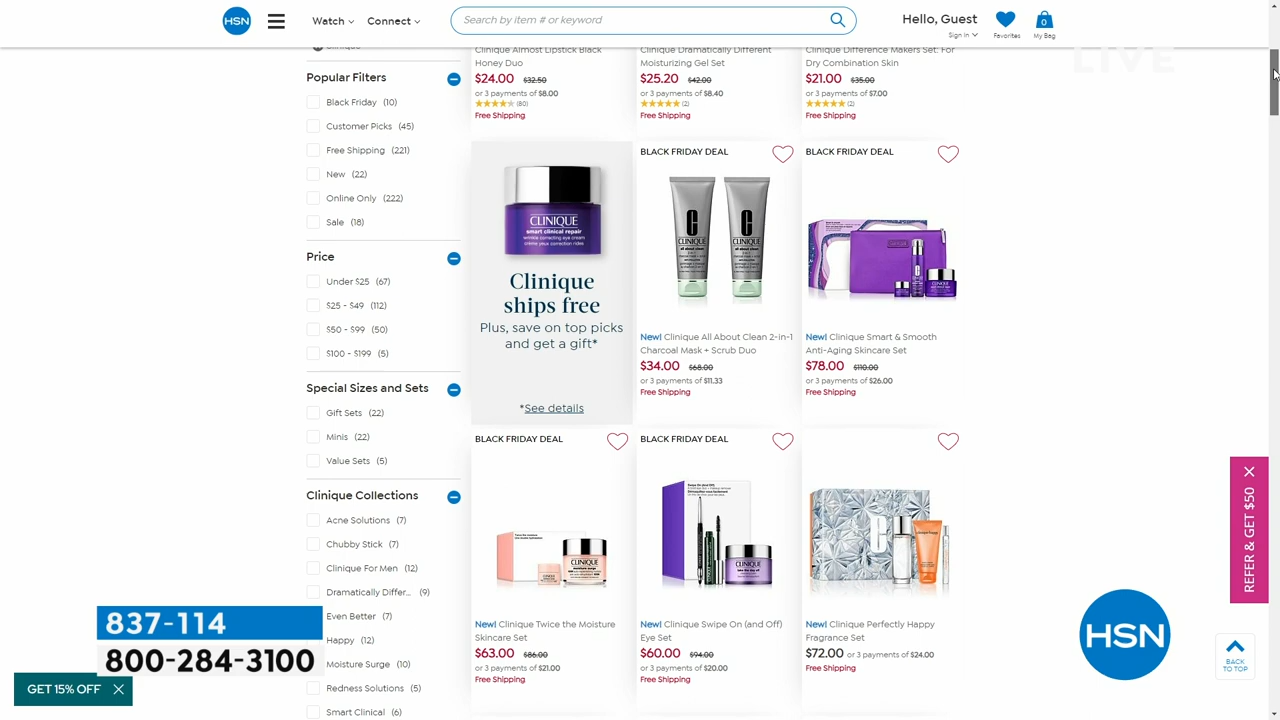 HSN
Watch
Connect
Search by item # or keyword
Hello, Guest
Sign In
Favorites
0
My Bag
LIVE
Clinique Almost Lipstick Black
Honey Duo
$24.00 $32.50
or 3 payments of $8.00
(80)
Free Shipping
Clinique Dramatically Different
Moisturizing Gel Set
$25.20 $42.00
or 3 payments of $8.40
(2)
Free Shipping
Clinique Difference Makers Set: For
Dry Combination Skin
$21.00 $35.00
or 3 payments of $7.00
(2)
Free Shipping
Popular Filters
Black Friday (10)
Customer Picks (45)
Free Shipping (221)
New (22)
Online Only (222)
Sale (18)
Price
Under $25 (67)
$25 - $49 (112)
$50 - $99 (50)
$100 - $199 (5)
Special Sizes and Sets
Gift Sets (22)
Minis (22)
Value Sets (5)
Clinique Collections
Acne Solutions (7)
Chubby Stick (7)
Clinique For Men (12)
Dramatically Differ... (9)
Even Better (7)
Happy (12)
Moisture Surge (10)
Redness Solutions (5)
Smart Clinical (6)
CLINIQUE
smart clinical repair
wrinkle correcting eye cream
Clinique
ships free
Plus, save on top picks
and get a gift*
*See details
BLACK FRIDAY DEAL
CLINIQUE
CLINIQUE
New! Clinique All About Clean 2-in-1
Charcoal Mask + Scrub Duo
$34.00 $68.00
or 3 payments of $11.33
Free Shipping
BLACK FRIDAY DEAL
New! Clinique Smart & Smooth
Anti-Aging Skincare Set
$78.00 $110.00
or 3 payments of $26.00
Free Shipping
BLACK FRIDAY DEAL
CLINIQUE
New! Clinique Twice the Moisture
Skincare Set
$63.00 $86.00
or 3 payments of $21.00
Free Shipping
BLACK FRIDAY DEAL
CLINIQUE
New! Clinique Swipe On (and Off)
Eye Set
$60.00 $94.00
or 3 payments of $20.00
Free Shipping
New! Clinique Perfectly Happy
Fragrance Set
$72.00 or 3 payments of $24.00
Free Shipping
REFER & GET $50
837-114
800-284-3100
GET 15% OFF
HSN
BACK
TO TOP